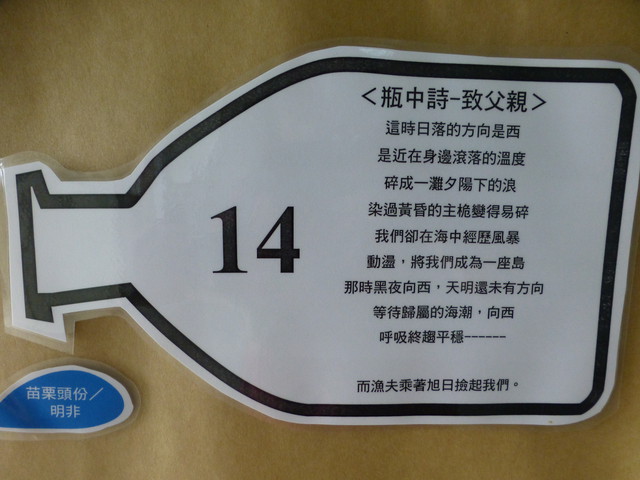 ＜瓶中詩-致父親＞
這時日落的方向是西
是近在身邊滾落的溫度
碎成一灘夕陽下的浪
染過黃昏的主桅變得易碎
我們卻在海中經歷風暴
動盪，將我們成為一座島
那時黑夜向西，天明還未有方向
等待歸屬的海潮，向西
呼吸終趨平穩------
而漁夫乘著旭日撿起我們。
14
苗栗頭份／
明非